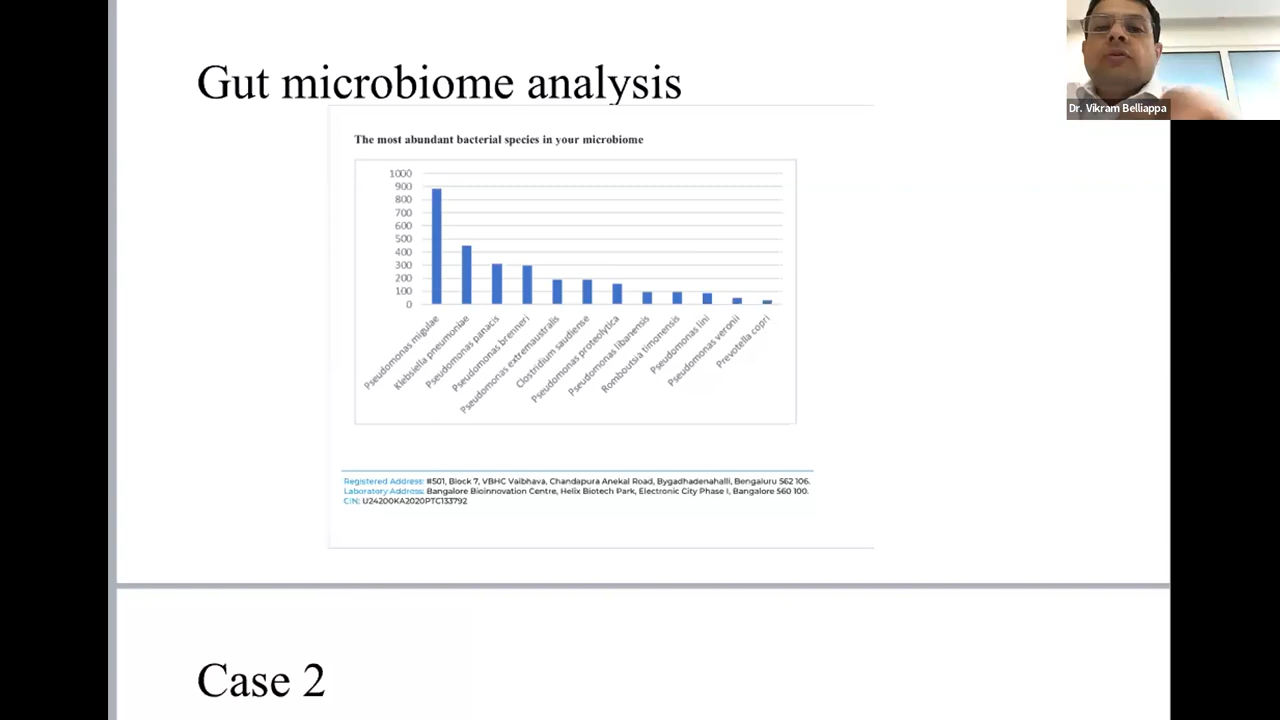 Gut microbiome analysis
Dr. Vikram Belliappa
The most abundant bacterial species in your microbiome
1000
900
800
700
600
500
400
300
200
100
0
Pseudomonas migulae
Klebsiella pneumoniae
Pseudomonas panacis
Pseudomonas brenneri
Pseudomonas extremaustralis
Clostridium saudiense
Pseudomonas proteolytica
Pseudomonas libanensis
Romboutsia timonensis
Pseudomonas lini
Pseudomonas veronii
Prevotella copri
Registered Address: #501, Block 7, VBHC Vaibhava, Chandapura Anekal Road, Bygadhadenahalli, Bengaluru 562 106.
Laboratory Address: Bangalore Bioinnovation Centre, Helix Biotech Park, Electronic City Phase I, Bangalore 560 100.
CIN: U24200KA2020PTC133792
Case 2